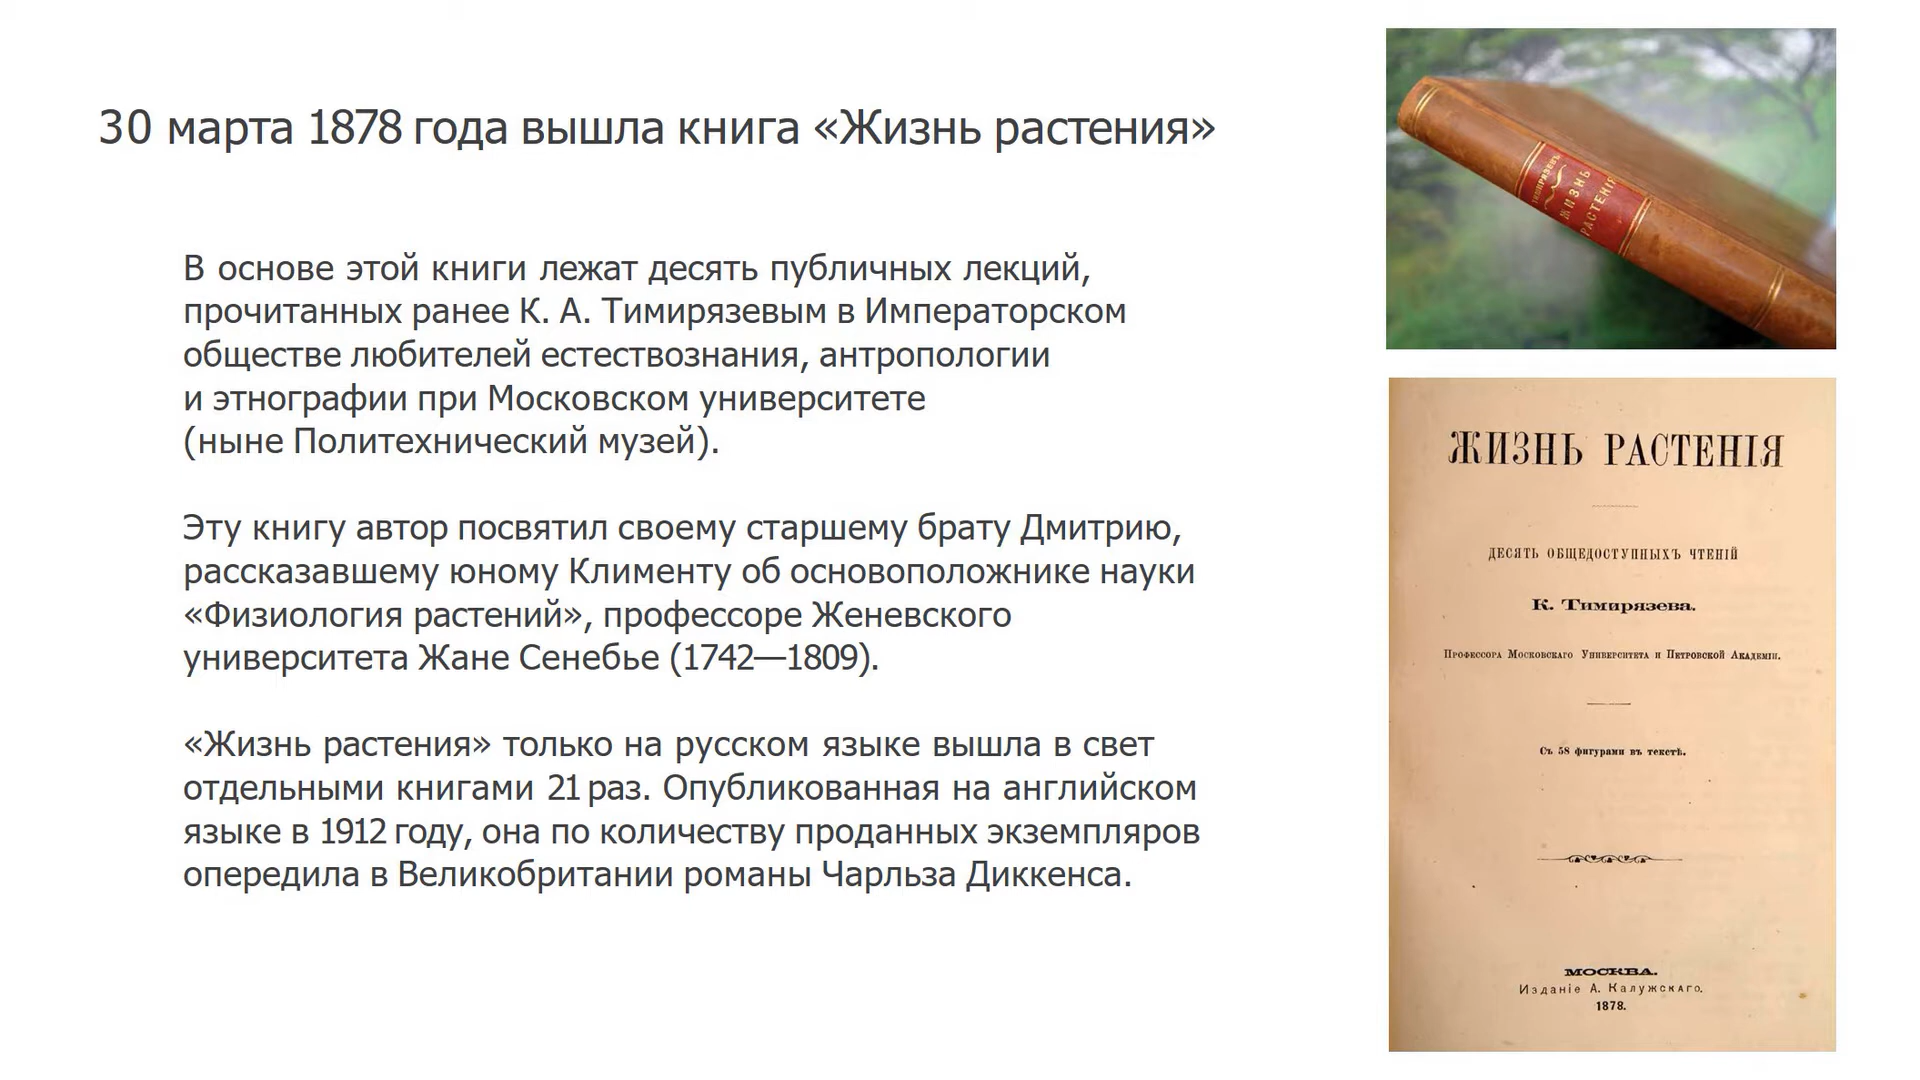 30 марта 1878 года вышла книга «Жизнь растения»
В основе этой книги лежат десять публичных лекций,
прочитанных ранее К. А. Тимирязевым в Императорском
обществе любителей естествознания, антропологии
и этнографии при Московском университете
(ныне Политехнический музей).
Эту книгу автор посвятил своему старшему брату Дмитрию,
рассказавшему юному Клименту об основоположнике науки
«Физиология растений», профессоре Женевского
университета Жане Сенебье (1742—1809).
«Жизнь растения» только на русском языке вышла в свет
отдельными книгами 21 раз. Опубликованная на английском
языке в 1912 году, она по количеству проданных экземпляров
опередила в Великобритании романы Чарльза Диккенса.
ТИМИРЯЗЕВЪ
ЖИЗНЬ
РАСТЕНІЯ
ЖИЗНЬ РАСТЕНІЯ
ДЕСЯТЬ ОБЩЕДОСТУПНЫХЪ ЧТЕНІЙ
К. Тимирязева.
Профессора Московскаго Университета и Петровской Академіи.
Съ 58 фигурами въ текстѣ.
МОСКВА.
Изданіе А. Калужскаго.
1878.